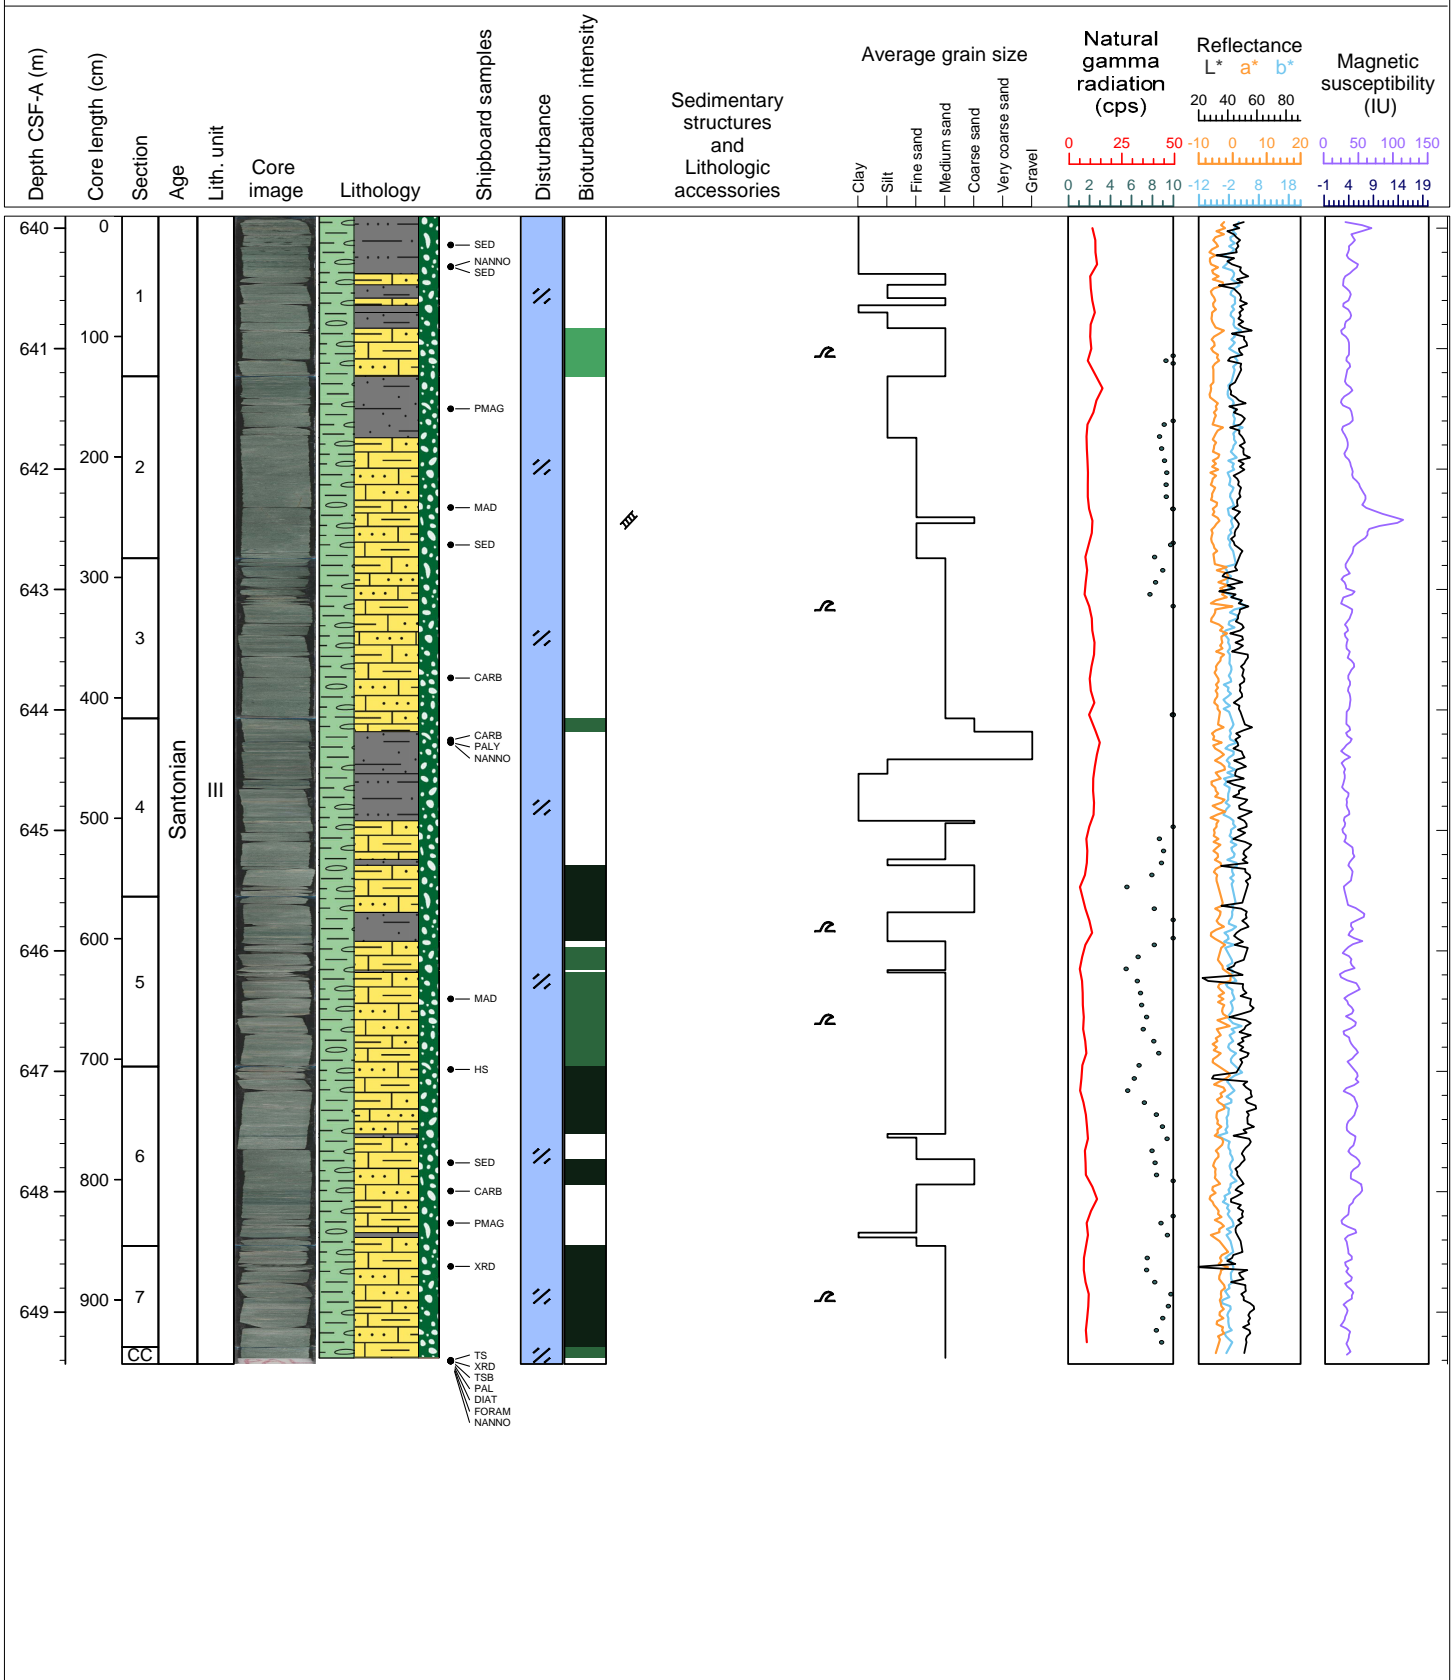 Depth CSF-A (m)
Core length (cm)
Section
Age
Lith. unit
Core
image
Lithology
Shipboard samples
Disturbance
Bioturbation intensity
Sedimentary
structures
and
Lithologic
accessories
Average grain size
Clay
Silt
Fine sand
Medium sand
Coarse sand
Very coarse sand
Gravel
Natural
gamma
radiation
(cps)
0 25 50
0 2 4 6 8 10
Reflectance
L* a* b*
20 40 60 80
-10 0 10 20
-12 -2 8 18
Magnetic
susceptibility
(IU)
0 50 100 150
-1 4 9 14 19
640
641
642
643
644
645
646
647
648
649
0
100
200
300
400
500
600
700
800
900
1
2
3
4
5
6
7
CC
Santonian
III
SED
NANNO
SED
PMAG
MAD
SED
CARB
CARB
PALY
NANNO
MAD
HS
SED
CARB
PMAG
XRD
TS
XRD
TSB
PAL
DIAT
FORAM
NANNO